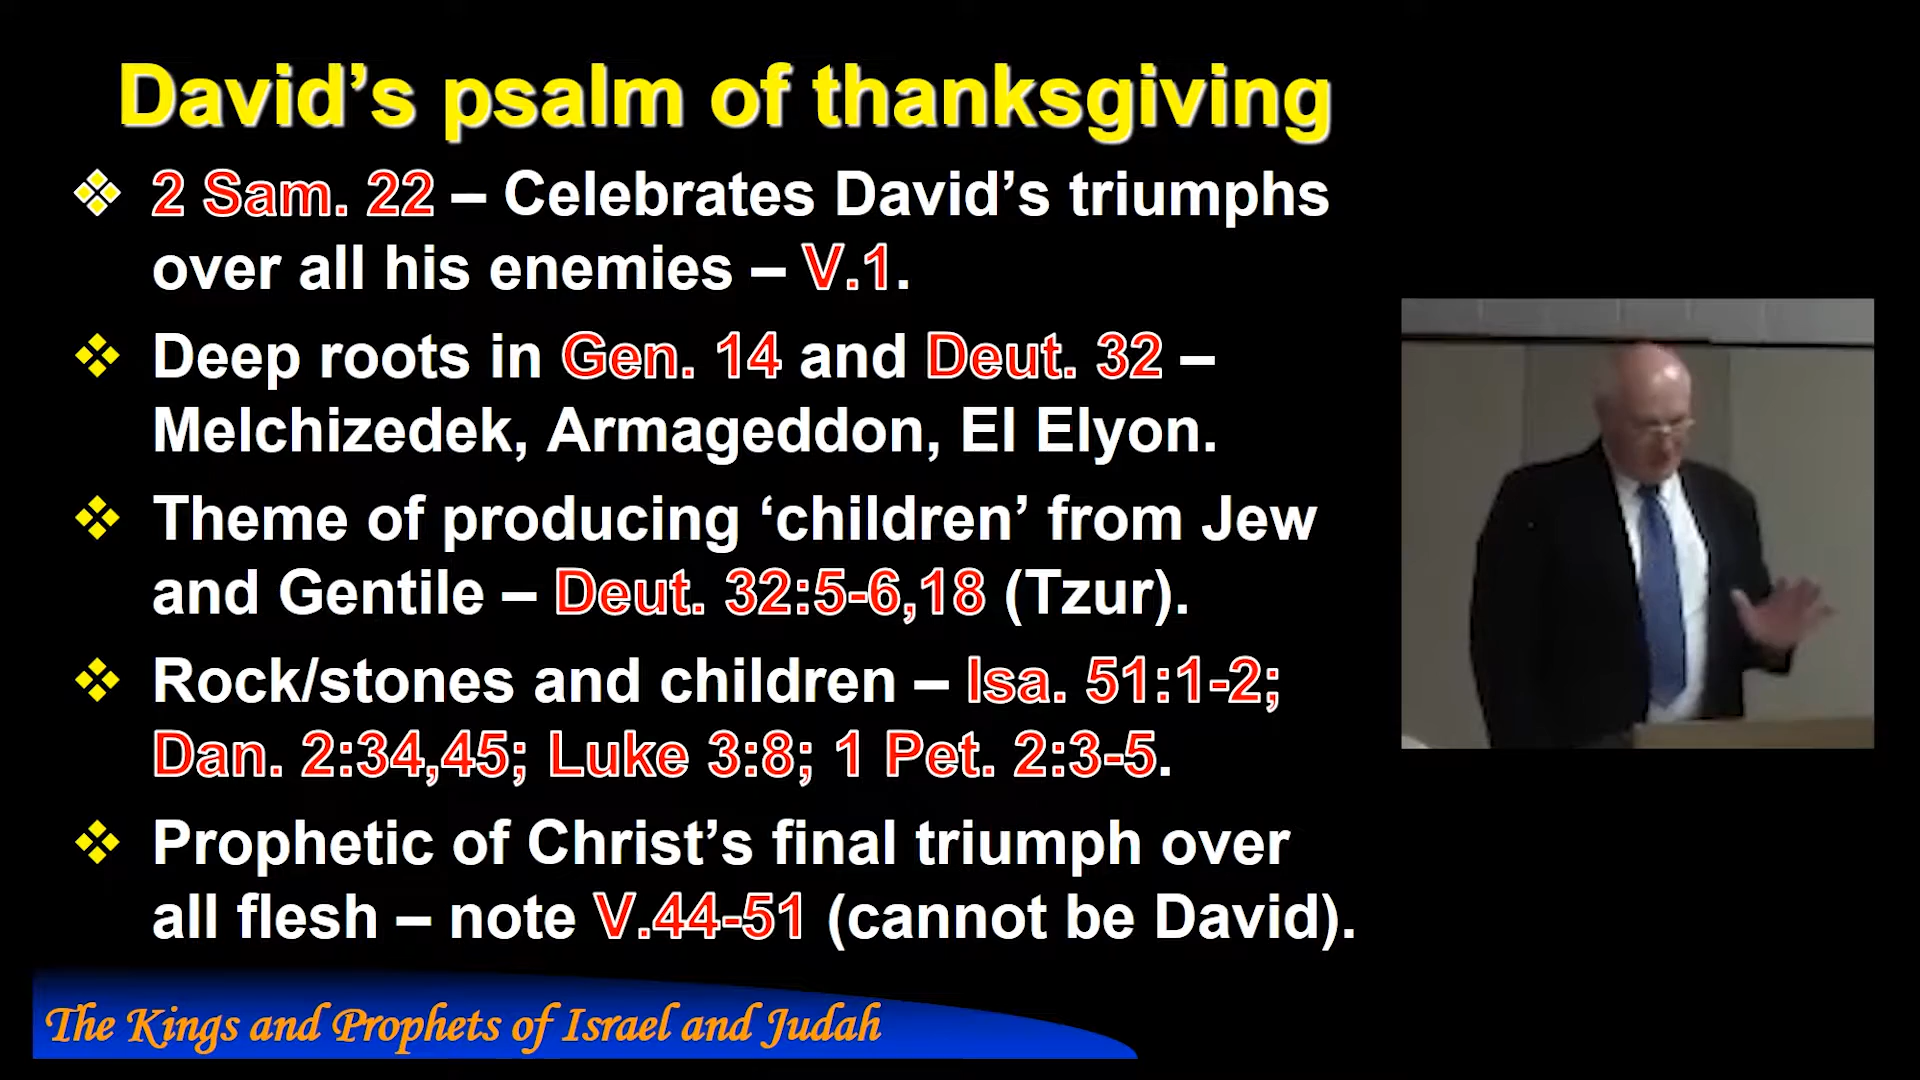 David’s psalm of thanksgiving
2 Sam. 22 – Celebrates David’s triumphs
over all his enemies – V.1.
Deep roots in Gen. 14 and Deut. 32 –
Melchizedek, Armageddon, El Elyon.
Theme of producing ‘children’ from Jew
and Gentile – Deut. 32:5-6,18 (Tzur).
Rock/stones and children – Isa. 51:1-2;
Dan. 2:34,45; Luke 3:8; 1 Pet. 2:3-5.
Prophetic of Christ’s final triumph over
all flesh – note V.44-51 (cannot be David).
The Kings and Prophets of Israel and Judah